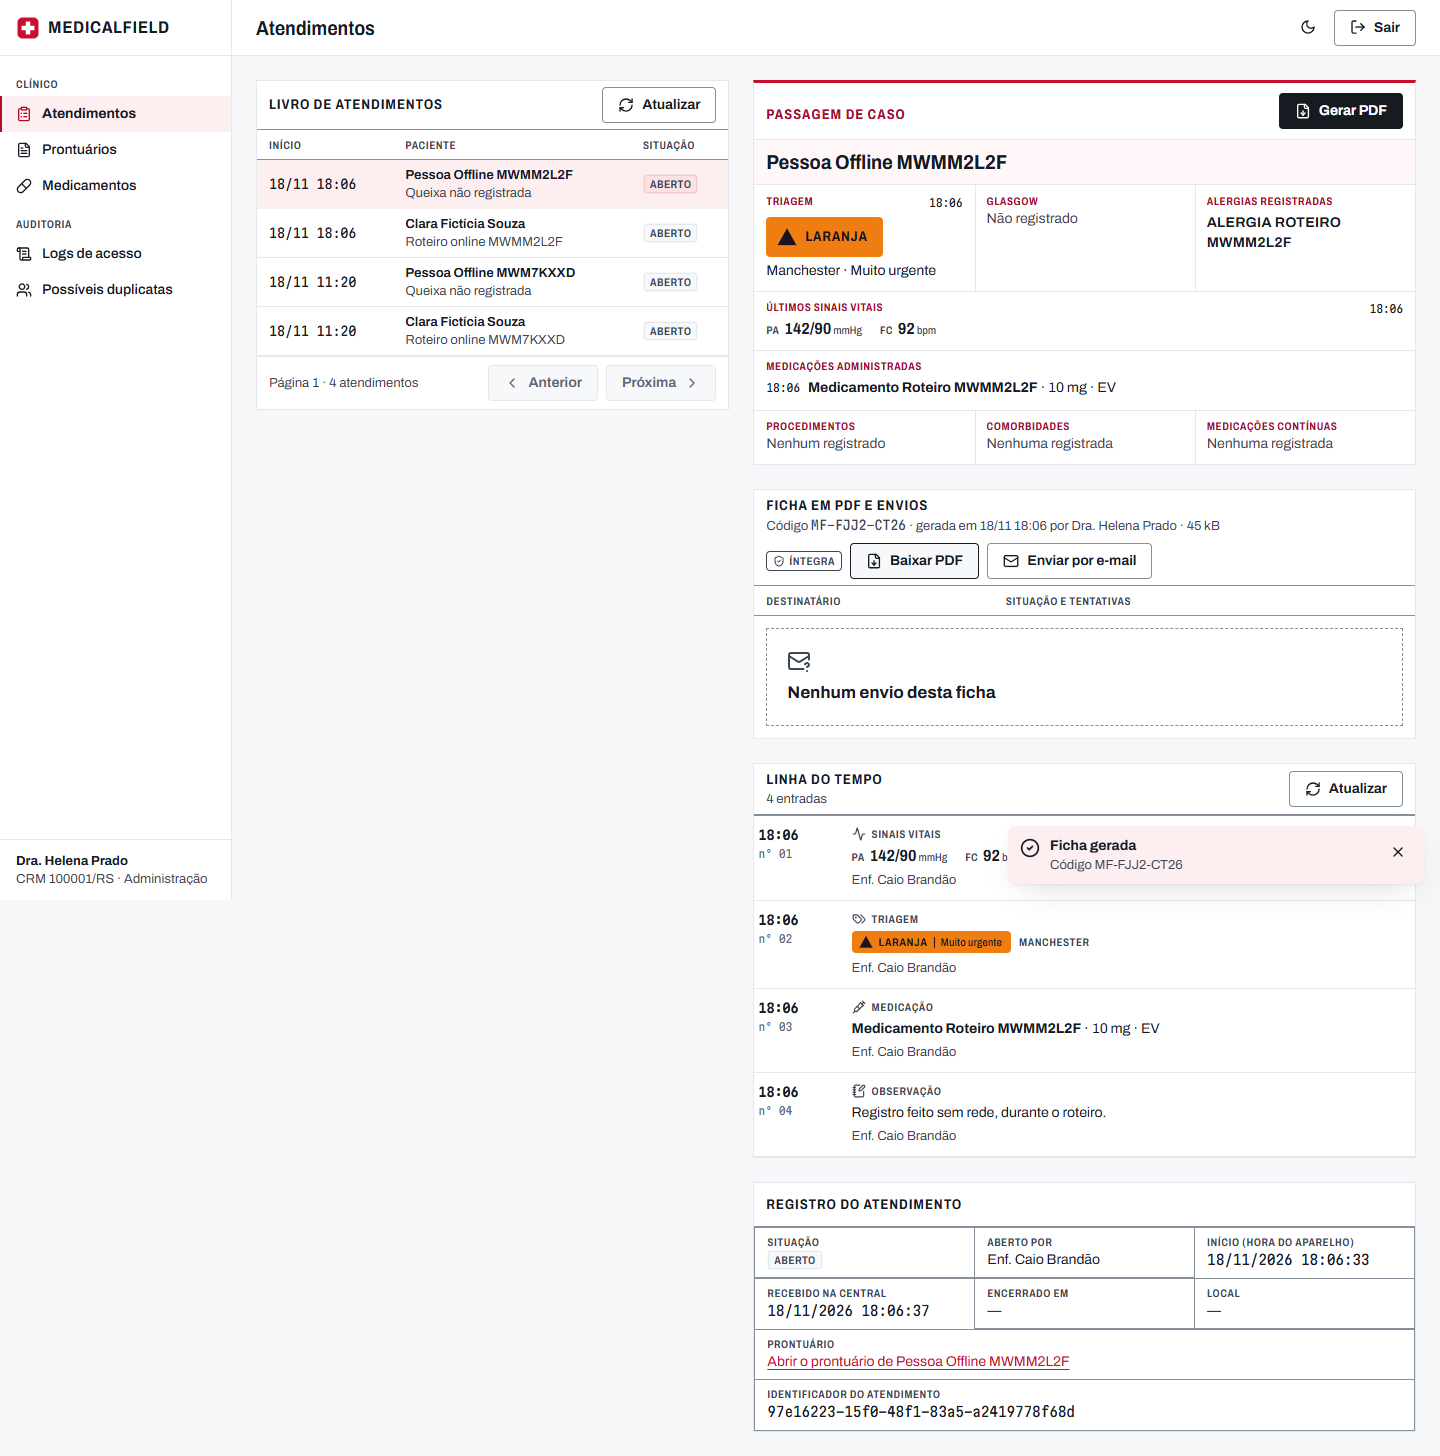 MEDICALFIELD
Atendimentos
Sair
CLÍNICO
Atendimentos
Prontuários
Medicamentos
AUDITORIA
Logs de acesso
Possíveis duplicatas
Dra. Helena Prado
CRM 100001/RS · Administração
LIVRO DE ATENDIMENTOS
Atualizar
INÍCIO PACIENTE SITUAÇÃO
18/11 18:06 Pessoa Offline MWMM2L2F ABERTO
Queixa não registrada
18/11 18:06 Clara Fictícia Souza ABERTO
Roteiro online MWMM2L2F
18/11 11:20 Pessoa Offline MWM7KXXD ABERTO
Queixa não registrada
18/11 11:20 Clara Fictícia Souza ABERTO
Roteiro online MWM7KXXD
Página 1 · 4 atendimentos
Anterior
Próxima
PASSAGEM DE CASO
Gerar PDF
Pessoa Offline MWMM2L2F
TRIAGEM 18:06
LARANJA
Manchester · Muito urgente
GLASGOW
Não registrado
ALERGIAS REGISTRADAS
ALERGIA ROTEIRO
MWMM2L2F
ÚLTIMOS SINAIS VITAIS 18:06
PA 142/90 mmHg FC 92 bpm
MEDICAÇÕES ADMINISTRADAS
18:06 Medicamento Roteiro MWMM2L2F · 10 mg · EV
PROCEDIMENTOS
Nenhum registrado
COMORBIDADES
Nenhuma registrada
MEDICAÇÕES CONTÍNUAS
Nenhuma registrada
FICHA EM PDF E ENVIOS
Código MF-FJJ2-CT26 · gerada em 18/11 18:06 por Dra. Helena Prado · 45 kB
ÍNTEGRA
Baixar PDF
Enviar por e-mail
DESTINATÁRIO SITUAÇÃO E TENTATIVAS
Nenhum envio desta ficha
LINHA DO TEMPO
4 entradas
Atualizar
18:06 SINAIS VITAIS
n° 01 PA 142/90 mmHg FC 92 b
Enf. Caio Brandão
Ficha gerada
Código MF-FJJ2-CT26
18:06 TRIAGEM
n° 02 LARANJA | Muito urgente MANCHESTER
Enf. Caio Brandão
18:06 MEDICAÇÃO
n° 03 Medicamento Roteiro MWMM2L2F · 10 mg · EV
Enf. Caio Brandão
18:06 OBSERVAÇÃO
n° 04 Registro feito sem rede, durante o roteiro.
Enf. Caio Brandão
REGISTRO DO ATENDIMENTO
SITUAÇÃO
ABERTO
ABERTO POR
Enf. Caio Brandão
INÍCIO (HORA DO APARELHO)
18/11/2026 18:06:33
RECEBIDO NA CENTRAL
18/11/2026 18:06:37
ENCERRADO EM
—
LOCAL
—
PRONTUÁRIO
Abrir o prontuário de Pessoa Offline MWMM2L2F
IDENTIFICADOR DO ATENDIMENTO
97e16223-15f0-48f1-83a5-a2419778f68d